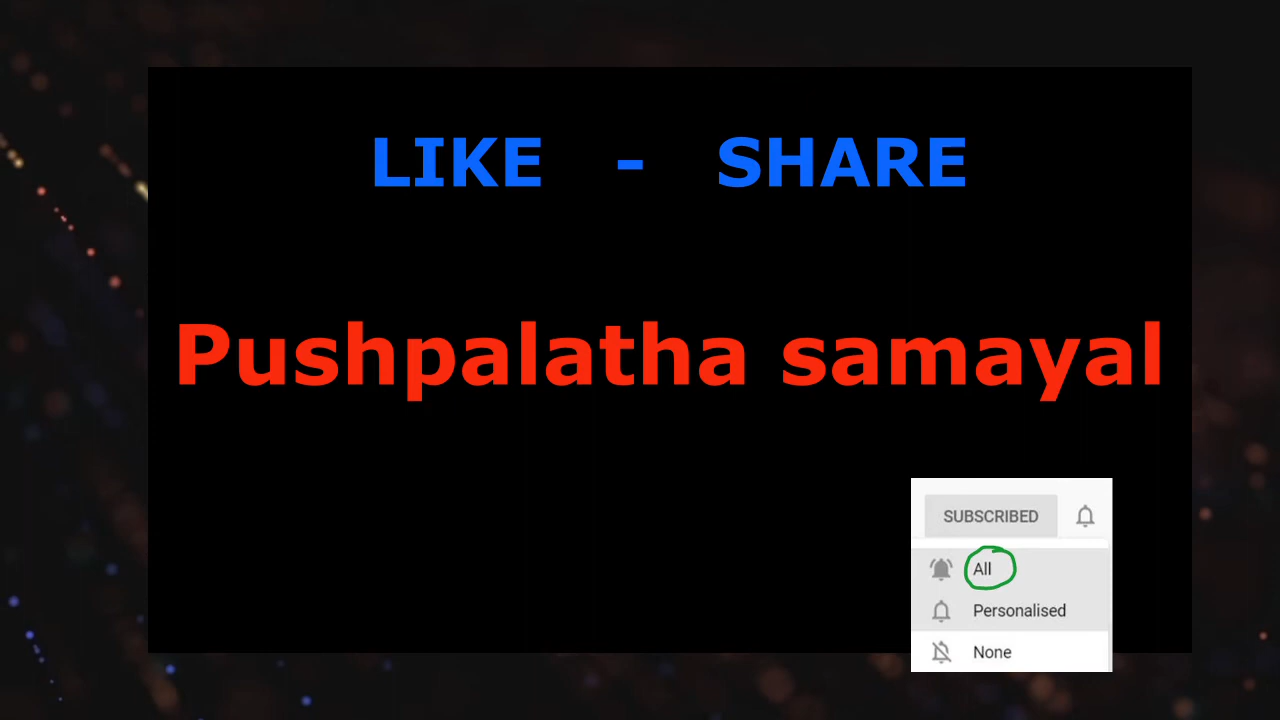 LIKE - SHARE
Pushpalatha samayal
SUBSCRIBED
All
Personalised
None